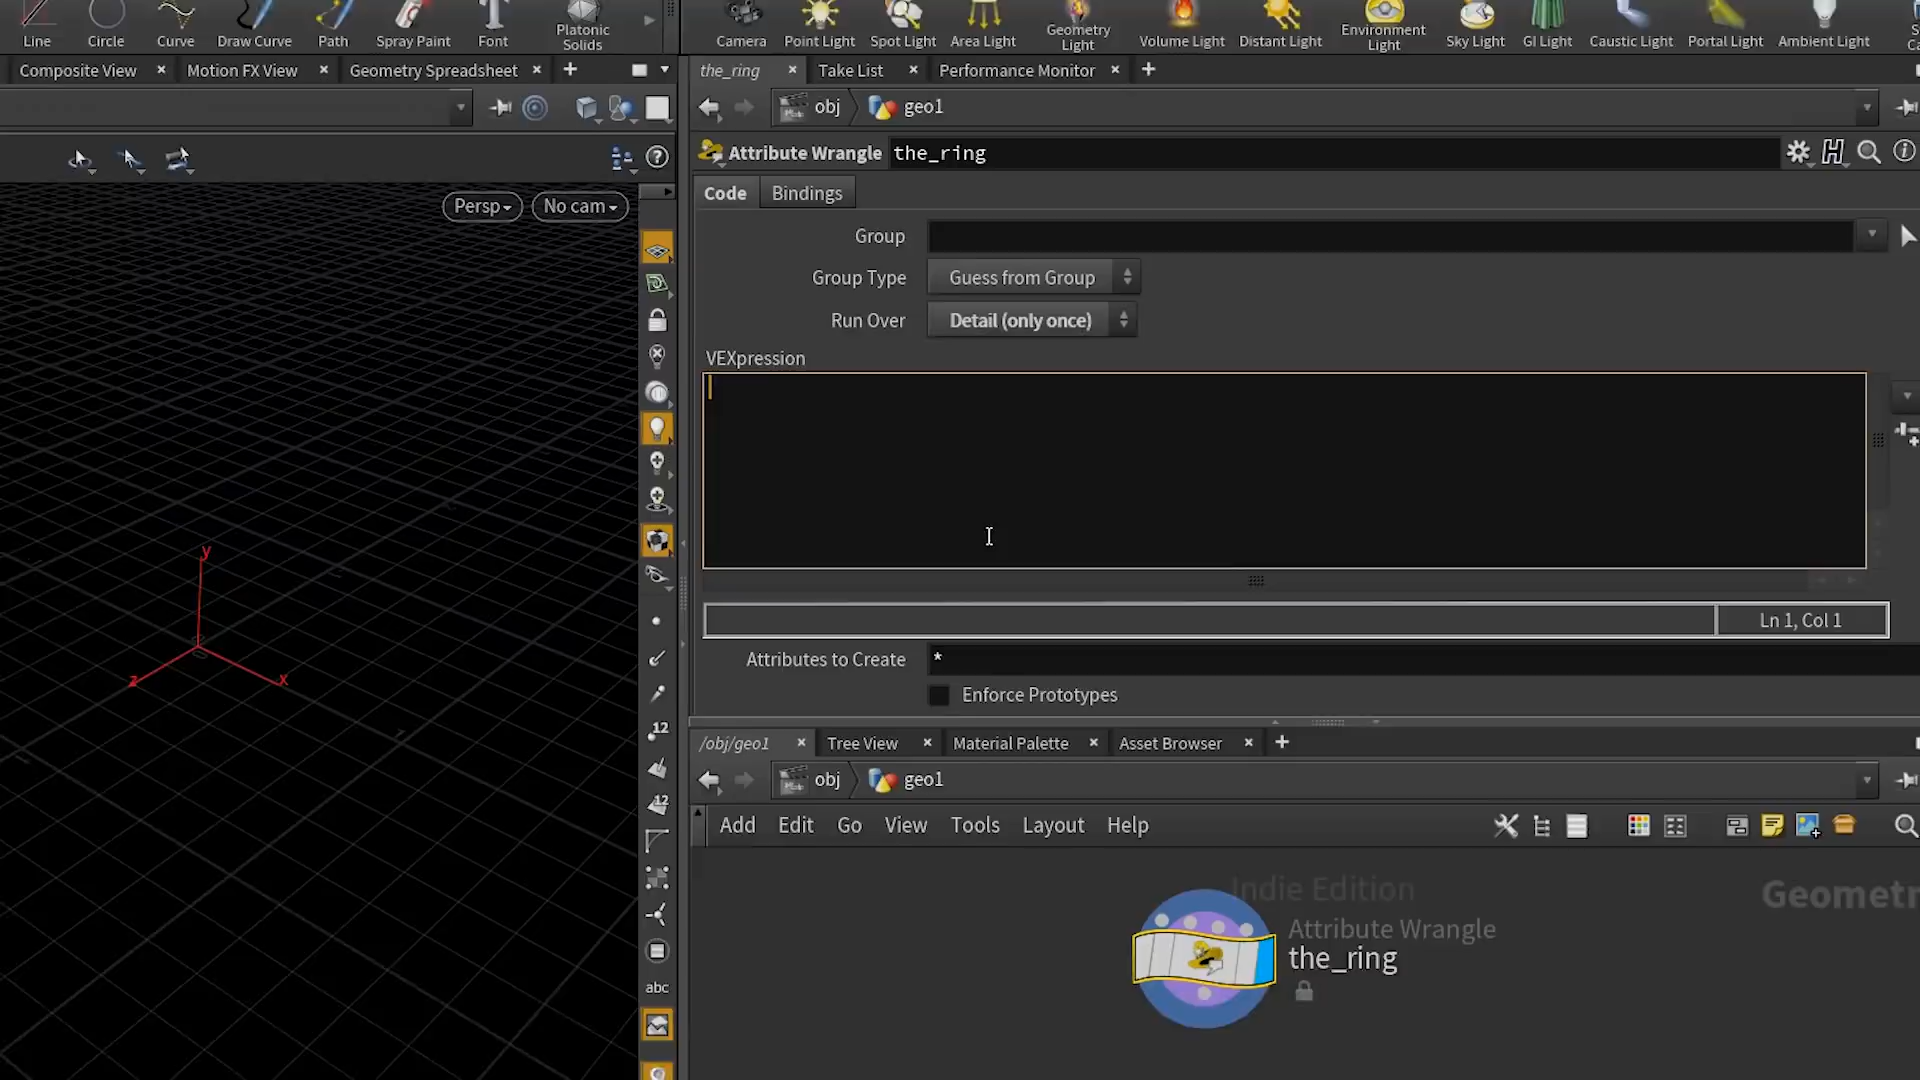 Line Circle Curve Draw Curve Path Spray Paint Font Platonic Solids
Camera Point Light Spot Light Area Light Geometry Light Volume Light Distant Light Environment Light Sky Light GI Light Caustic Light Portal Light Ambient Light
Composite View × Motion FX View × Geometry Spreadsheet × +
the_ring × Take List × Performance Monitor × +
obj geo1
Attribute Wrangle the_ring
Code Bindings
Persp No cam
Group
Group Type Guess from Group
Run Over Detail (only once)
VEXpression
y
z x
Ln 1, Col 1
Attributes to Create *
Enforce Prototypes
12
12
abc
/obj/geo1 × Tree View × Material Palette × Asset Browser × +
obj geo1
Add Edit Go View Tools Layout Help
Indie Edition
Attribute Wrangle
the_ring